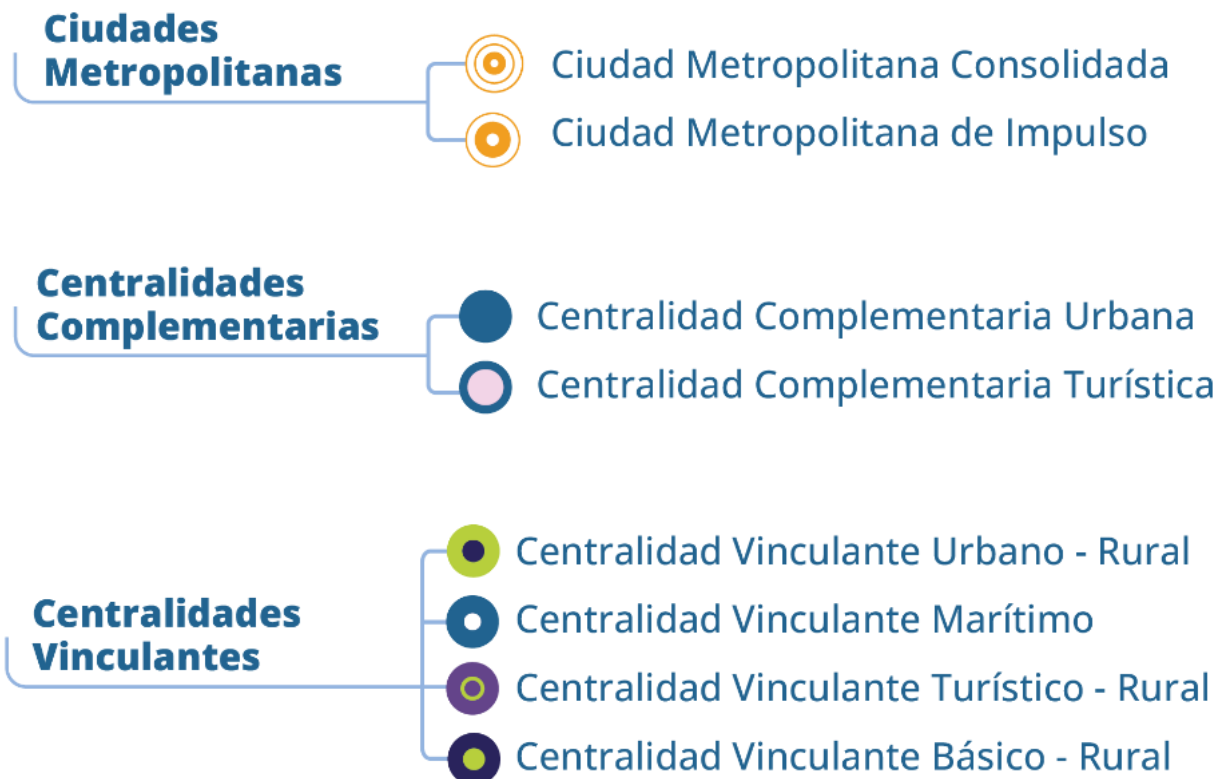 Ciudades
Metropolitanas
Ciudad Metropolitana Consolidada
Ciudad Metropolitana de Impulso
Centralidades
Complementarias
Centralidad Complementaria Urbana
Centralidad Complementaria Turística
Centralidades
Vinculantes
Centralidad Vinculante Urbano - Rural
Centralidad Vinculante Marítimo
Centralidad Vinculante Turístico - Rural
Centralidad Vinculante Básico - Rural